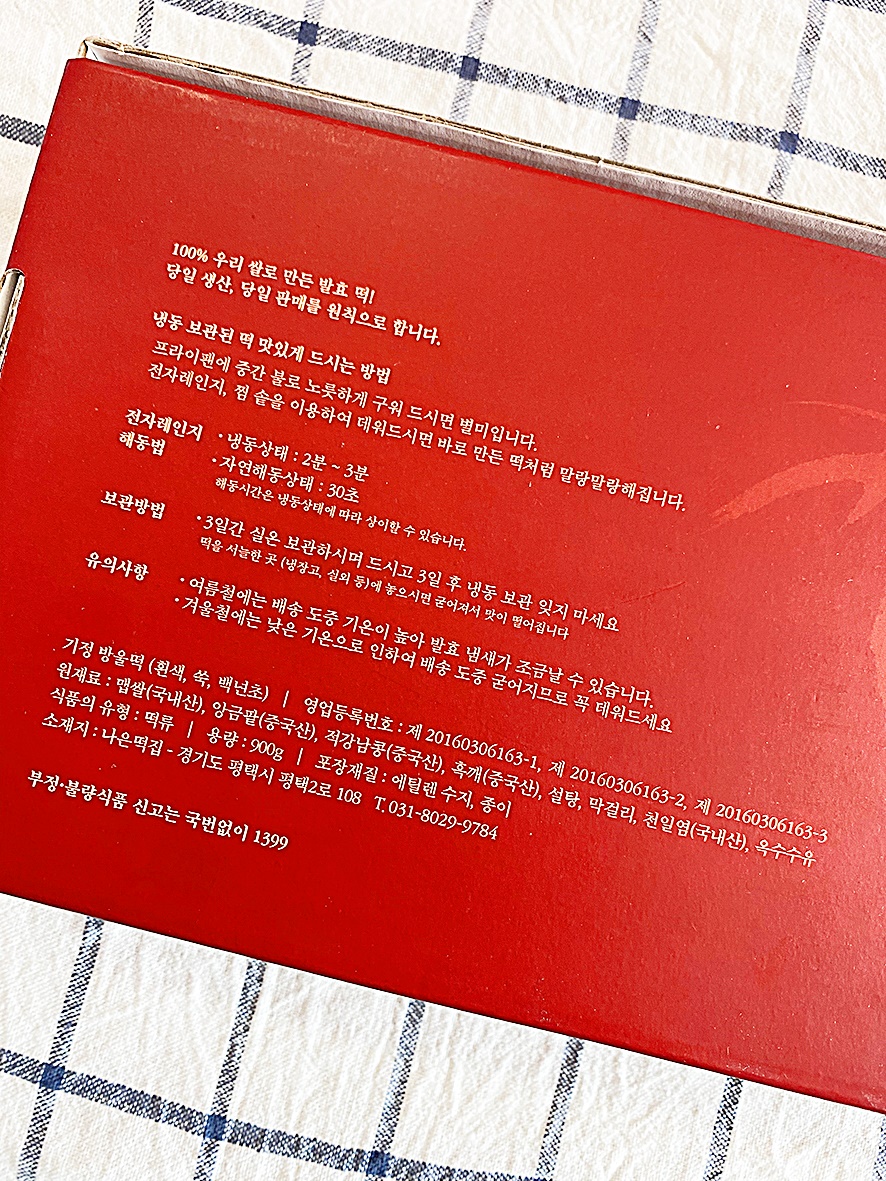 100% 우리 쌀로 만든 발효 떡!
당일 생산, 당일 판매를 원칙으로 합니다.
냉동 보관된 떡 맛있게 드시는 방법
프라이팬에 중간 불로 노릇하게 구워 드시면 별미입니다.
전자레인지, 찜 솥을 이용하여 데워드시면 바로 만든 떡처럼 말랑말랑해집니다.
전자레인지 · 냉동상태 : 2분 ~ 3분
해동법 · 자연해동상태 : 30초
해동시간은 냉동상태에 따라 상이할 수 있습니다.
보관방법 · 3일간 실온 보관하시며 드시고 3일 후 냉동 보관 잊지 마세요
떡을 서늘한 곳 (냉장고, 실외 등)에 놓으시면 굳어져서 맛이 떨어집니다
유의사항 · 여름철에는 배송 도중 기온이 높아 발효 냄새가 조금날 수 있습니다.
· 겨울철에는 낮은 기온으로 인하여 배송 도중 굳어지므로 꼭 데워드세요
기정 방울떡 (흰색, 쑥, 백년초) | 영업등록번호 : 제 20160306163-1, 제 20160306163-2, 제 20160306163-3
원재료 : 맵쌀(국내산), 앙금팥(중국산), 적강낭콩(중국산), 흑깨(중국산), 설탕, 막걸리, 천일염(국내산), 옥수수유
식품의 유형 : 떡류 | 용량 : 900g | 포장재질 : 에틸렌 수지, 종이
소재지 : 나은떡집 - 경기도 평택시 평택2로 108 T. 031-8029-9784
부정·불량식품 신고는 국번없이 1399